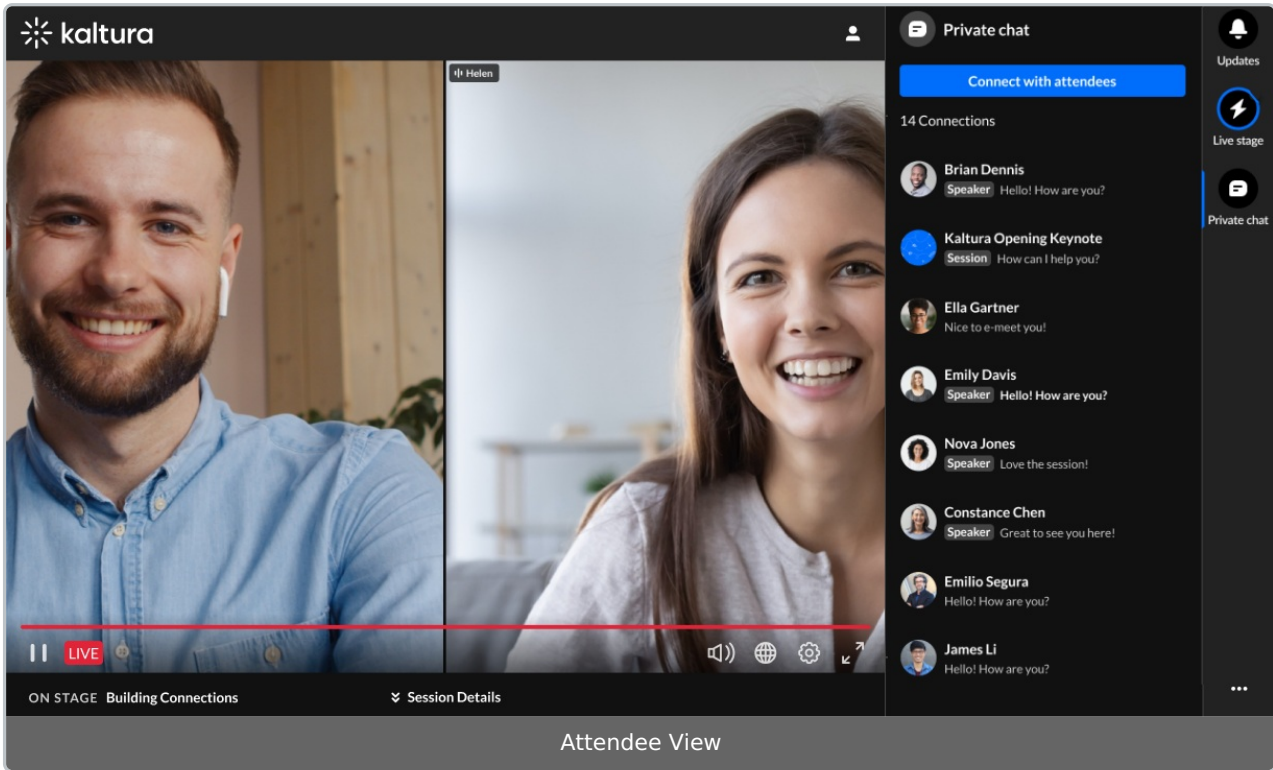 kaltura
Helen
LIVE
ON STAGE Building Connections
Session Details
Private chat
Connect with attendees
14 Connections
Brian Dennis
Speaker Hello! How are you?
Kaltura Opening Keynote
Session How can I help you?
Ella Gartner
Nice to e-meet you!
Emily Davis
Speaker Hello! How are you?
Nova Jones
Speaker Love the session!
Constance Chen
Speaker Great to see you here!
Emilio Segura
Hello! How are you?
James Li
Hello! How are you?
Updates
Live stage
Private chat
Attendee View